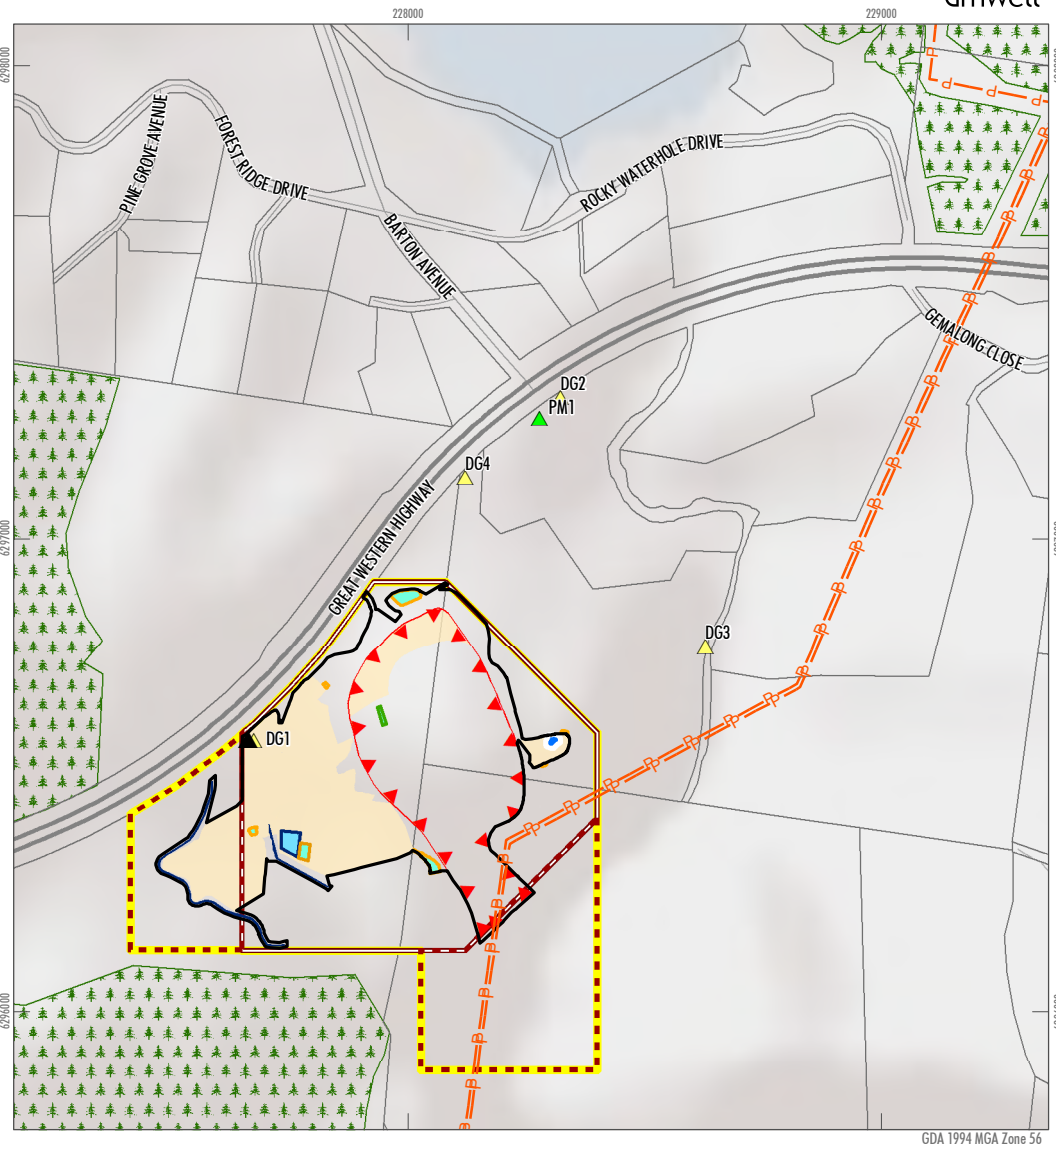 228000
229000
6298000
PINE GROVE AVENUE
FOREST RIDGE DRIVE
ROCKY WATERHOLE DRIVE
BARTON AVENUE
GEMALONG CLOSE
DG2
PM1
DG4
GREAT WESTERN HIGHWAY
6297000
DG3
DG1
6296000
GDA 1994 MGA Zone 56